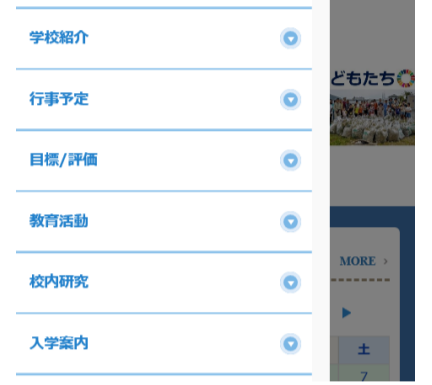 学校紹介
行事予定
目標/評価
教育活動
校内研究
入学案内
どもたち
MORE
土
7